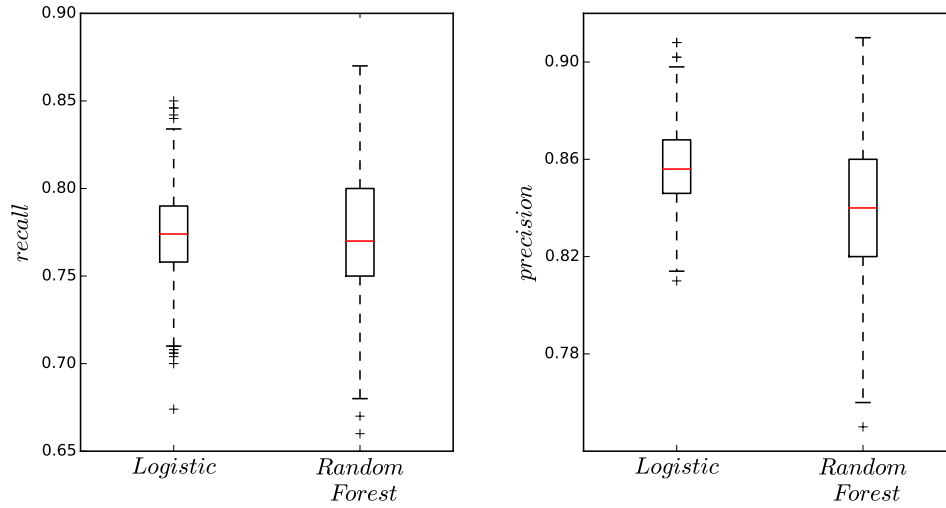 0.90
0.85
0.80
0.75
0.70
0.65
recall
Logistic
Random
Forest
0.90
0.86
0.82
0.78
precision
Logistic
Random
Forest